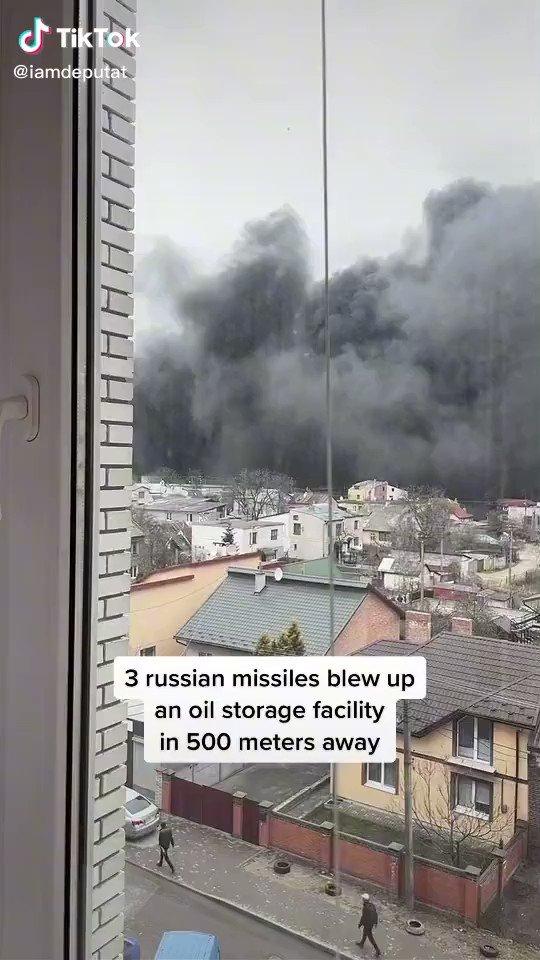 TikTok
@iamdeputat
3 russian missiles blew up
an oil storage facility
in 500 meters away